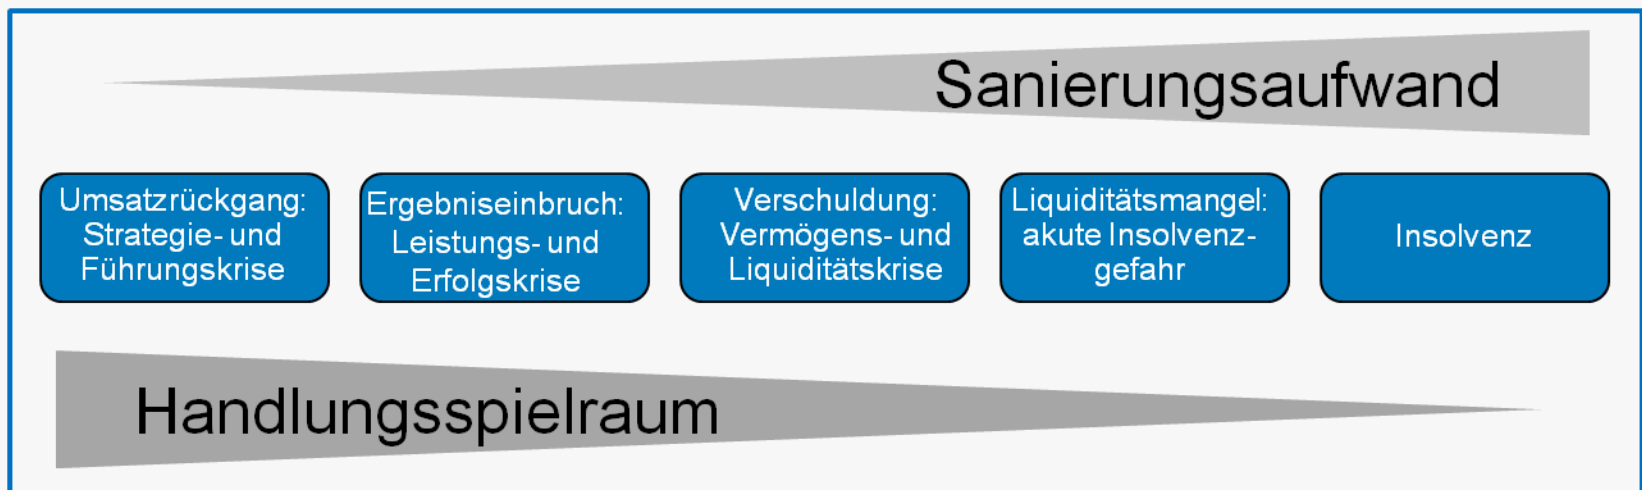 Sanierungsaufwand
Umsatzrückgang:
Strategie- und
Führungskrise
Ergebniseinbruch:
Leistungs- und
Erfolgskrise
Verschuldung:
Vermögens- und
Liquiditätskrise
Liquiditätsmangel:
akute Insolvenz-
gefahr
Insolvenz
Handlungsspielraum